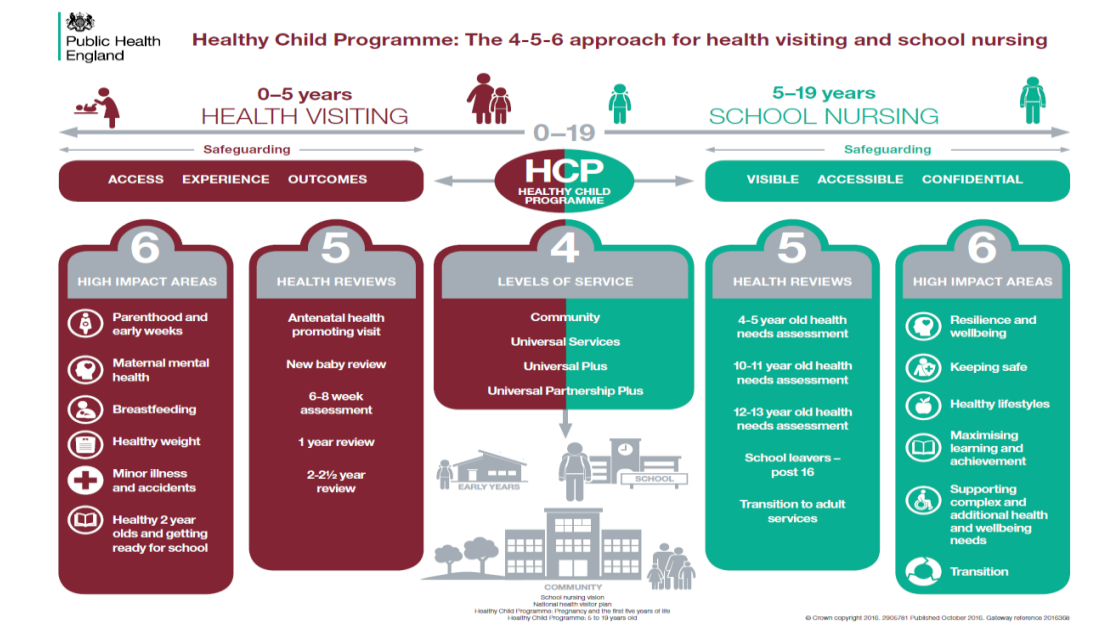 Public Health
England
Healthy Child Programme: The 4-5-6 approach for health visiting and school nursing
0–5 years
HEALTH VISITING
5–19 years
SCHOOL NURSING
0–19
Safeguarding
Safeguarding
ACCESS EXPERIENCE OUTCOMES
HCP
HEALTHY CHILD
PROGRAMME
VISIBLE ACCESSIBLE CONFIDENTIAL
6
HIGH IMPACT AREAS
Parenthood and
early weeks
Maternal mental
health
Breastfeeding
Healthy weight
Minor illness
and accidents
Healthy 2 year
olds and getting
ready for school
5
HEALTH REVIEWS
Antenatal health
promoting visit
New baby review
6-8 week
assessment
1 year review
2-2½ year
review
4
LEVELS OF SERVICE
Community
Universal Services
Universal Plus
Universal Partnership Plus
EARLY YEARS
SCHOOL
COMMUNITY
School nursing vision
National health visitor plan
Healthy Child Programme: Pregnancy and the first five years of life
Healthy Child Programme: 5 to 19 years old
5
HEALTH REVIEWS
4-5 year old health
needs assessment
10-11 year old health
needs assessment
12-13 year old health
needs assessment
School leavers –
post 16
Transition to adult
services
6
HIGH IMPACT AREAS
Resilience and
wellbeing
Keeping safe
Healthy lifestyles
Maximising
learning and
achievement
Supporting
complex and
additional health
and wellbeing
needs
Transition
© Crown copyright 2016. 2905781 Published October 2016. Gateway reference 2016368